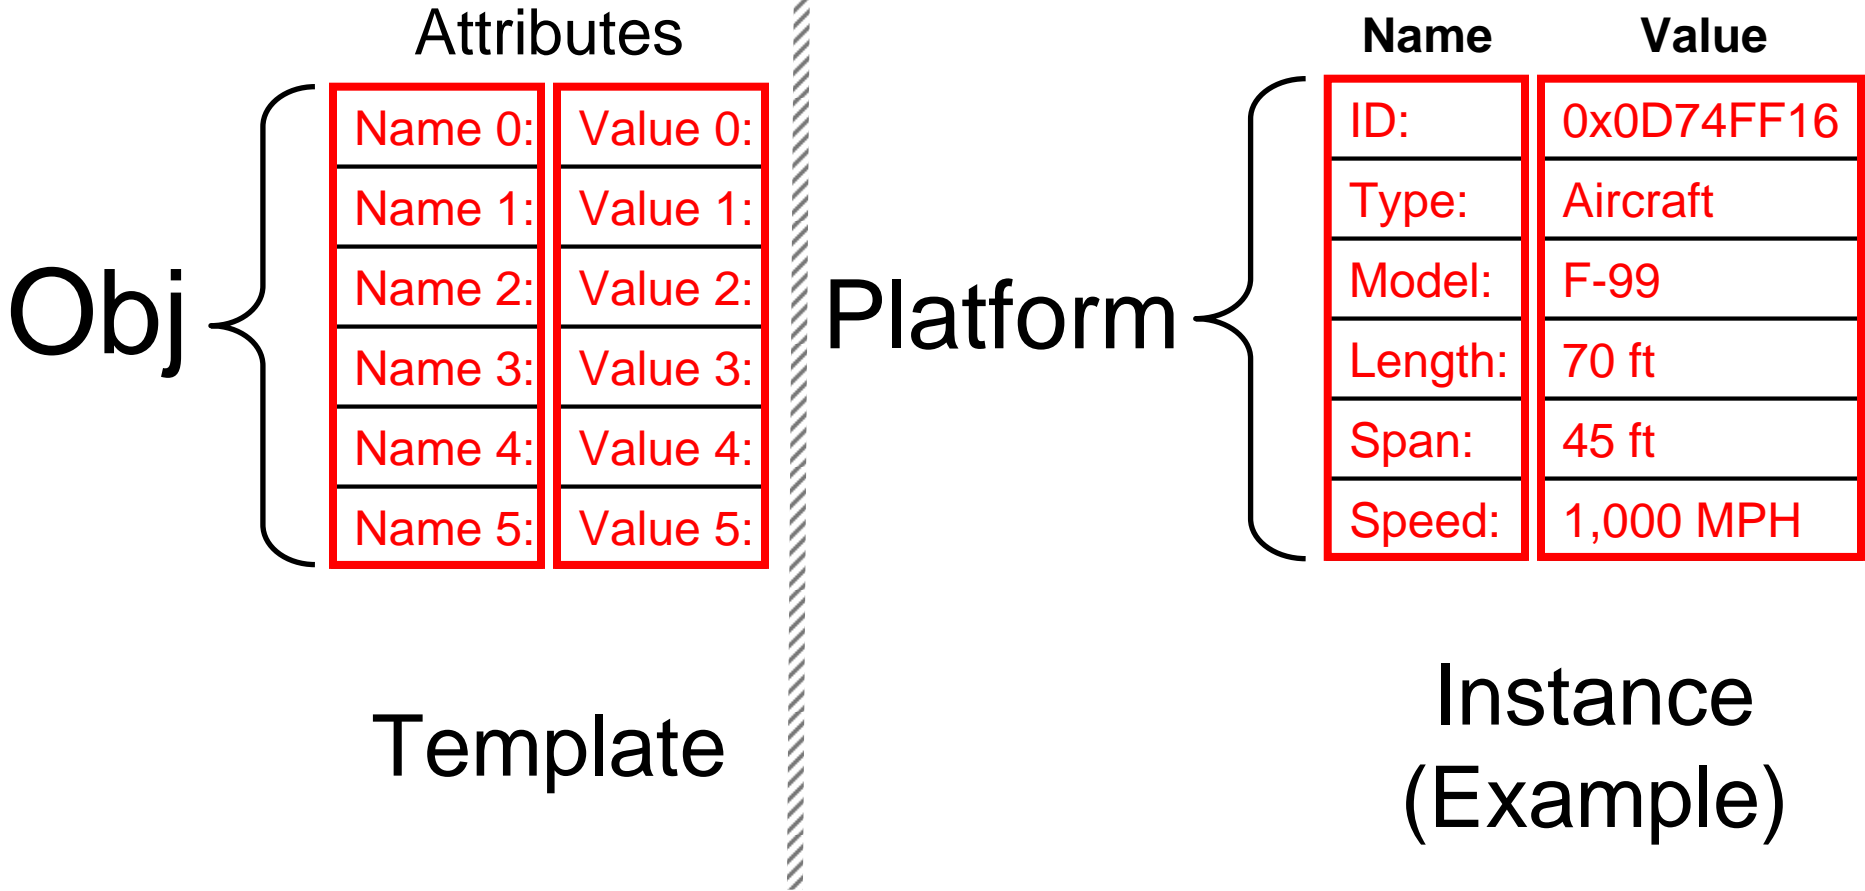 Attributes
Obj
Name 0: Value 0:
Name 1: Value 1:
Name 2: Value 2:
Name 3: Value 3:
Name 4: Value 4:
Name 5: Value 5:
Template
Name Value
Platform
ID: 0x0D74FF16
Type: Aircraft
Model: F-99
Length: 70 ft
Span: 45 ft
Speed: 1,000 MPH
Instance
(Example)